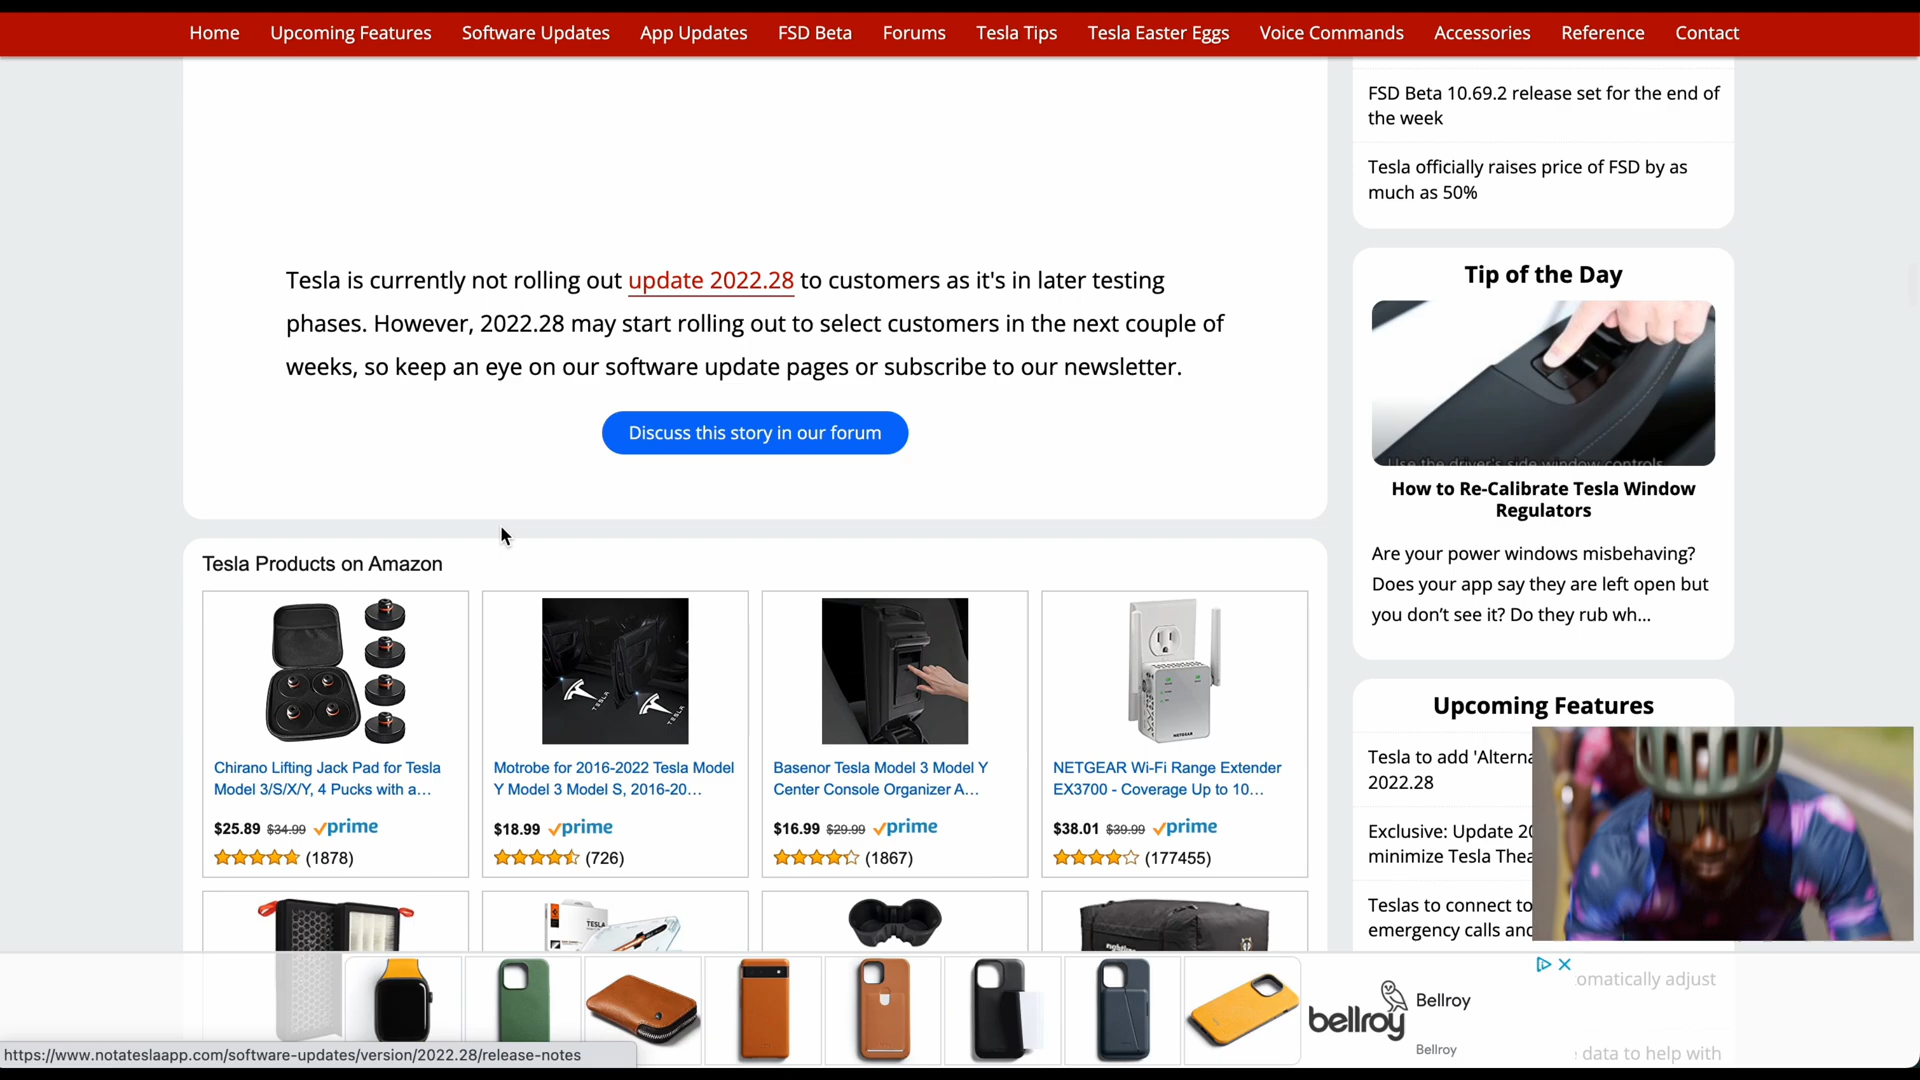 Home Upcoming Features Software Updates App Updates FSD Beta Forums Tesla Tips Tesla Easter Eggs Voice Commands Accessories Reference Contact
Tesla is currently not rolling out update 2022.28 to customers as it's in later testing
phases. However, 2022.28 may start rolling out to select customers in the next couple of
weeks, so keep an eye on our software update pages or subscribe to our newsletter.
Discuss this story in our forum
FSD Beta 10.69.2 release set for the end of
the week
Tesla officially raises price of FSD by as
much as 50%
Tip of the Day
Use the driver's side window controls
How to Re-Calibrate Tesla Window
Regulators
Are your power windows misbehaving?
Does your app say they are left open but
you don't see it? Do they rub wh...
Upcoming Features
Tesla to add 'Alterna
2022.28
Exclusive: Update 20
minimize Tesla Thea
Teslas to connect to
emergency calls and
omatically adjust
data to help with
Tesla Products on Amazon
TESLA
TESLA
NETGEAR
Chirano Lifting Jack Pad for Tesla
Model 3/S/X/Y, 4 Pucks with a...
$25.89 $34.99 prime
(1878)
Motrobe for 2016-2022 Tesla Model
Y Model 3 Model S, 2016-20...
$18.99 prime
(726)
Basenor Tesla Model 3 Model Y
Center Console Organizer A...
$16.99 $29.99 prime
(1867)
NETGEAR Wi-Fi Range Extender
EX3700 - Coverage Up to 10...
$38.01 $39.99 prime
(177455)
TESLA
bellroy
Bellroy
Bellroy
https://www.notateslaapp.com/software-updates/version/2022.28/release-notes